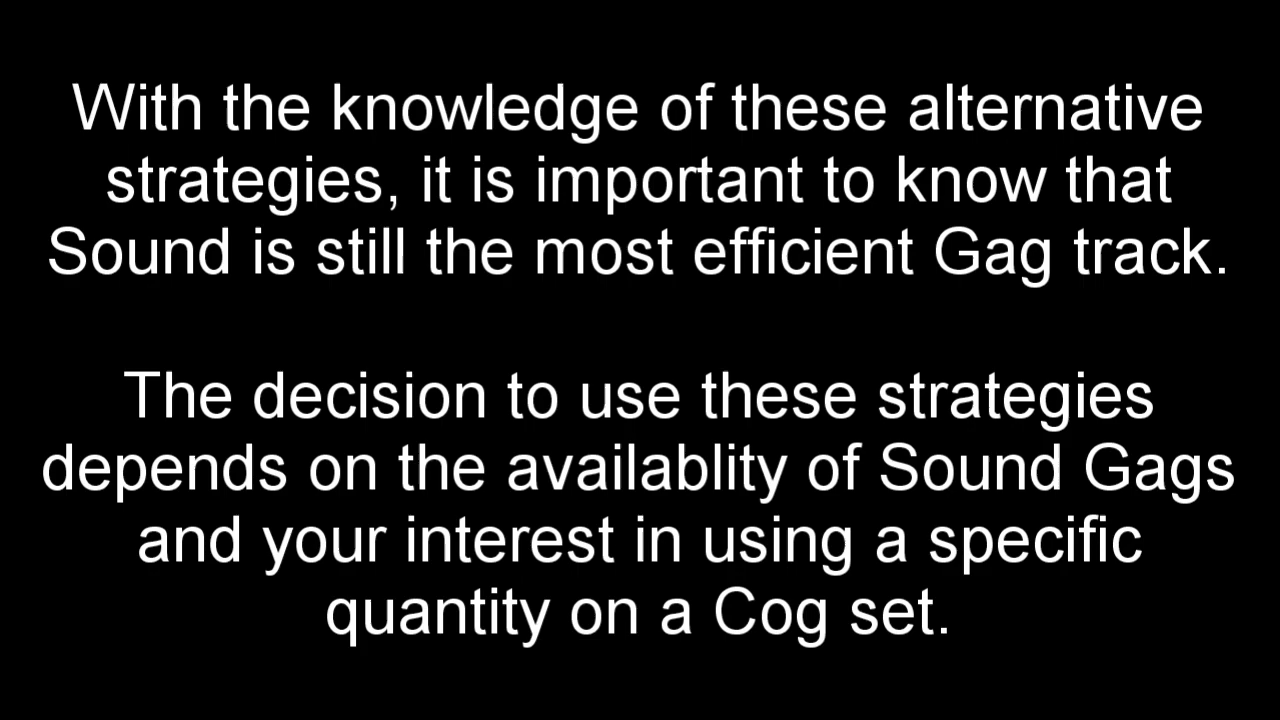 With the knowledge of these alternative
strategies, it is important to know that
Sound is still the most efficient Gag track.
The decision to use these strategies
depends on the availablity of Sound Gags
and your interest in using a specific
quantity on a Cog set.